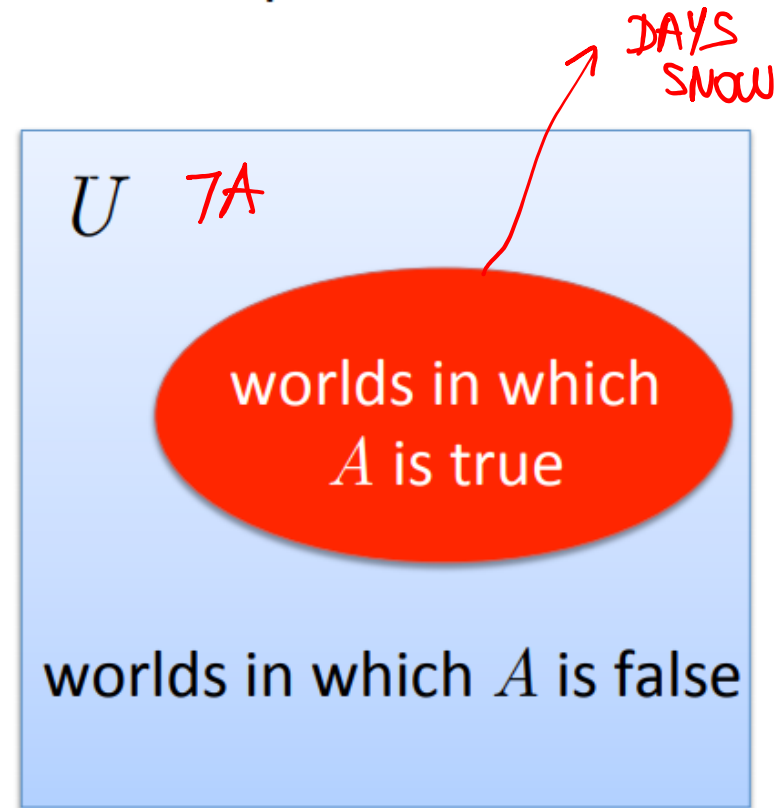 DAYS
SNOW
U ¬A
worlds in which
A is true
worlds in which A is false